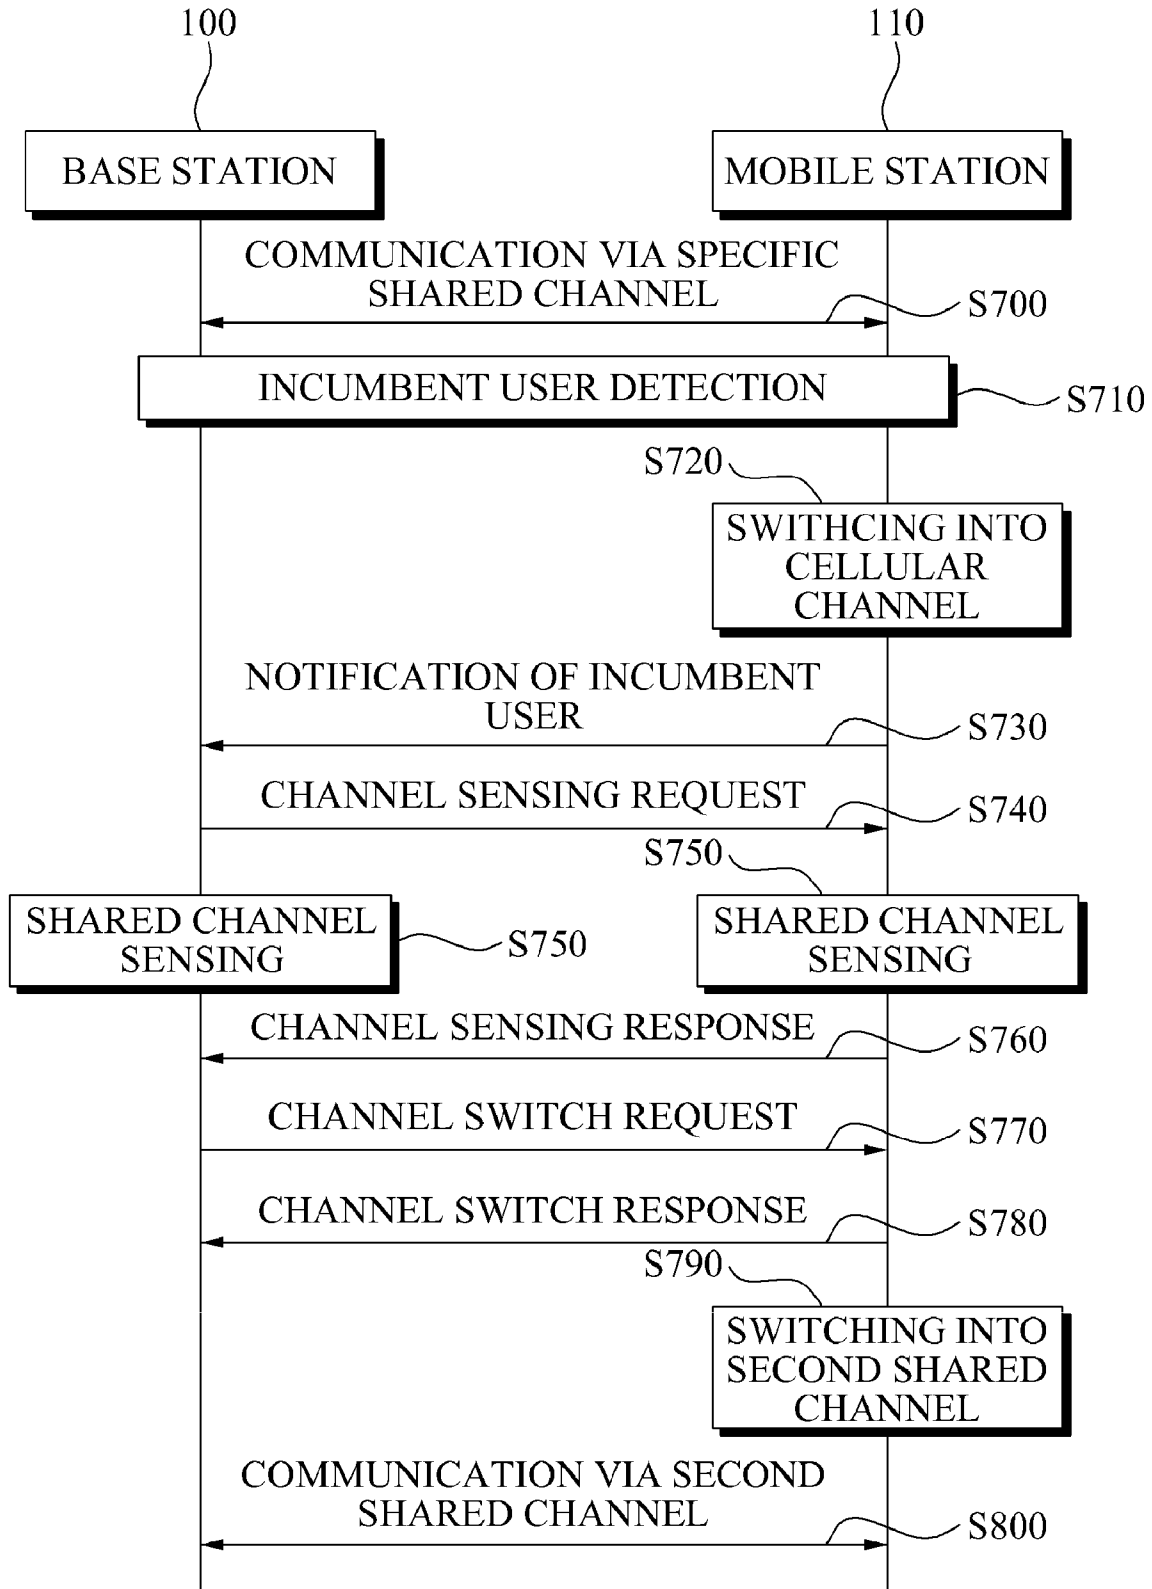 100
110
BASE STATION
MOBILE STATION
COMMUNICATION VIA SPECIFIC
SHARED CHANNEL
S700
INCUMBENT USER DETECTION
S710
S720
SWITHCING INTO
CELLULAR
CHANNEL
NOTIFICATION OF INCUMBENT
USER
S730
CHANNEL SENSING REQUEST
S740
S750
SHARED CHANNEL
SENSING
S750
SHARED CHANNEL
SENSING
CHANNEL SENSING RESPONSE
S760
CHANNEL SWITCH REQUEST
S770
CHANNEL SWITCH RESPONSE
S780
S790
SWITCHING INTO
SECOND SHARED
CHANNEL
COMMUNICATION VIA SECOND
SHARED CHANNEL
S800